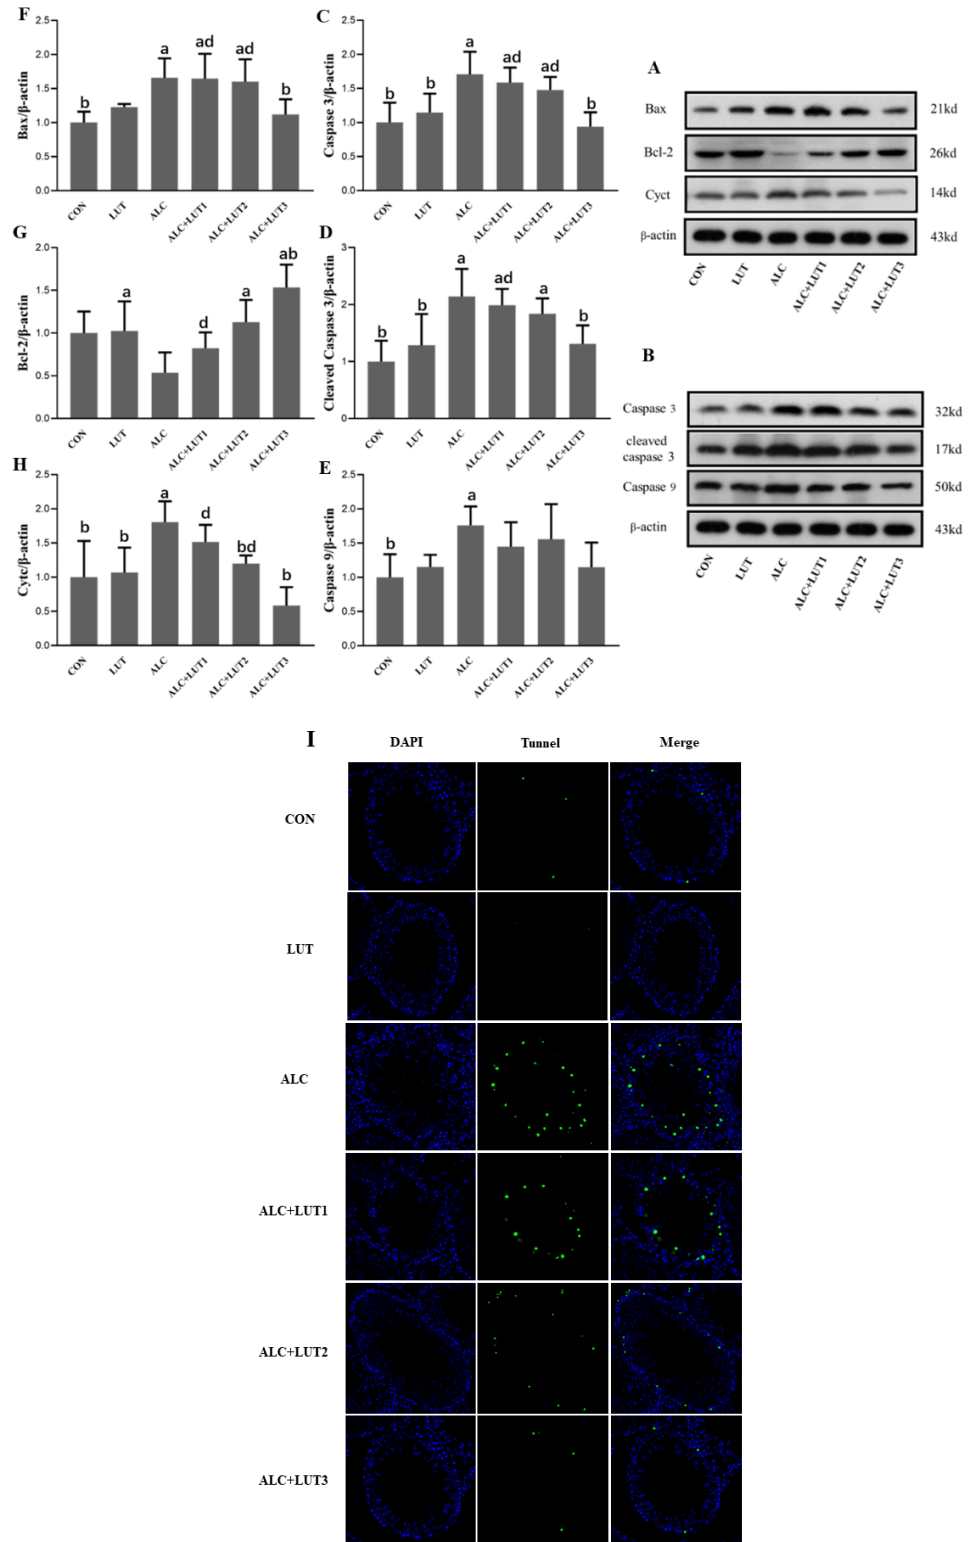 F
2.5
2.0
1.5
1.0
0.5
0.0
Bax/β-actin
b
a
ad
ad
b
CON
LUT
ALC
ALC+LUT1
ALC+LUT2
ALC+LUT3
C
2.5
2.0
1.5
1.0
0.5
0.0
Caspase 3/β-actin
b
b
a
ad
ad
b
CON
LUT
ALC
ALC+LUT1
ALC+LUT2
ALC+LUT3
A
Bax
21kd
Bcl-2
26kd
Cyct
14kd
β-actin
43kd
CON
LUT
ALC
ALC+LUT1
ALC+LUT2
ALC+LUT3
G
2.0
1.5
1.0
0.5
0.0
Bcl-2/β-actin
a
d
a
ab
CON
LUT
ALC
ALC+LUT1
ALC+LUT2
ALC+LUT3
D
3
2
1
0
Cleaved Caspase 3/β-actin
b
b
a
ad
a
b
CON
LUT
ALC
ALC+LUT1
ALC+LUT2
ALC+LUT3
B
Caspase 3
32kd
cleaved
caspase 3
17kd
Caspase 9
50kd
β-actin
43kd
CON
LUT
ALC
ALC+LUT1
ALC+LUT2
ALC+LUT3
H
2.5
2.0
1.5
1.0
0.5
0.0
Cytc/β-actin
b
b
a
d
bd
b
CON
LUT
ALC
ALC+LUT1
ALC+LUT2
ALC+LUT3
E
2.5
2.0
1.5
1.0
0.5
0.0
Caspase 9/β-actin
b
a
CON
LUT
ALC
ALC+LUT1
ALC+LUT2
ALC+LUT3
I
DAPI
Tunnel
Merge
CON
LUT
ALC
ALC+LUT1
ALC+LUT2
ALC+LUT3